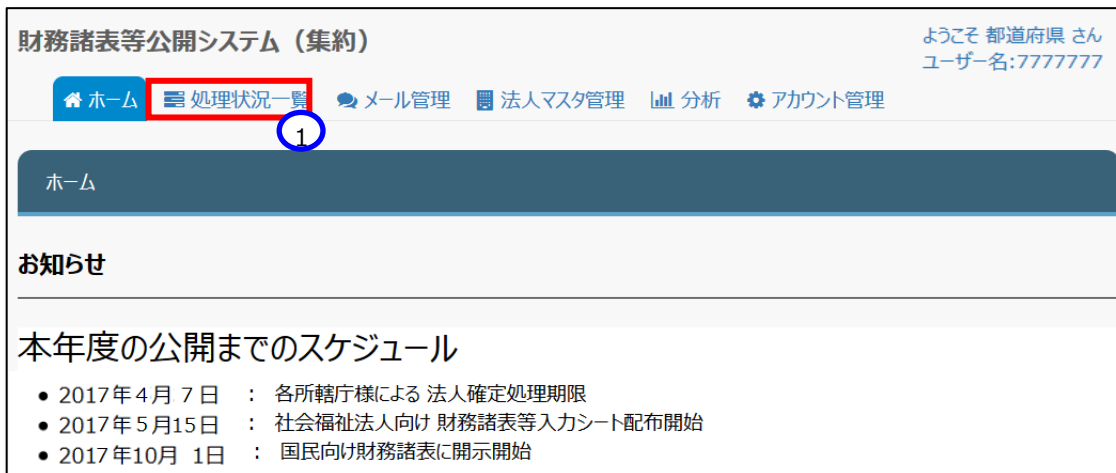 財務諸表等公開システム（集約）
ようこそ 都道府県 さん
ユーザー名:7777777
ホーム 処理状況一覧 メール管理 法人マスタ管理 分析 アカウント管理
1
ホーム
お知らせ
本年度の公開までのスケジュール
● 2017年4月 7 日 ： 各所轄庁様による 法人確定処理期限
● 2017年5月15日 ： 社会福祉法人向け 財務諸表等入力シート配布開始
● 2017年10月 1日 ： 国民向け財務諸表に開示開始